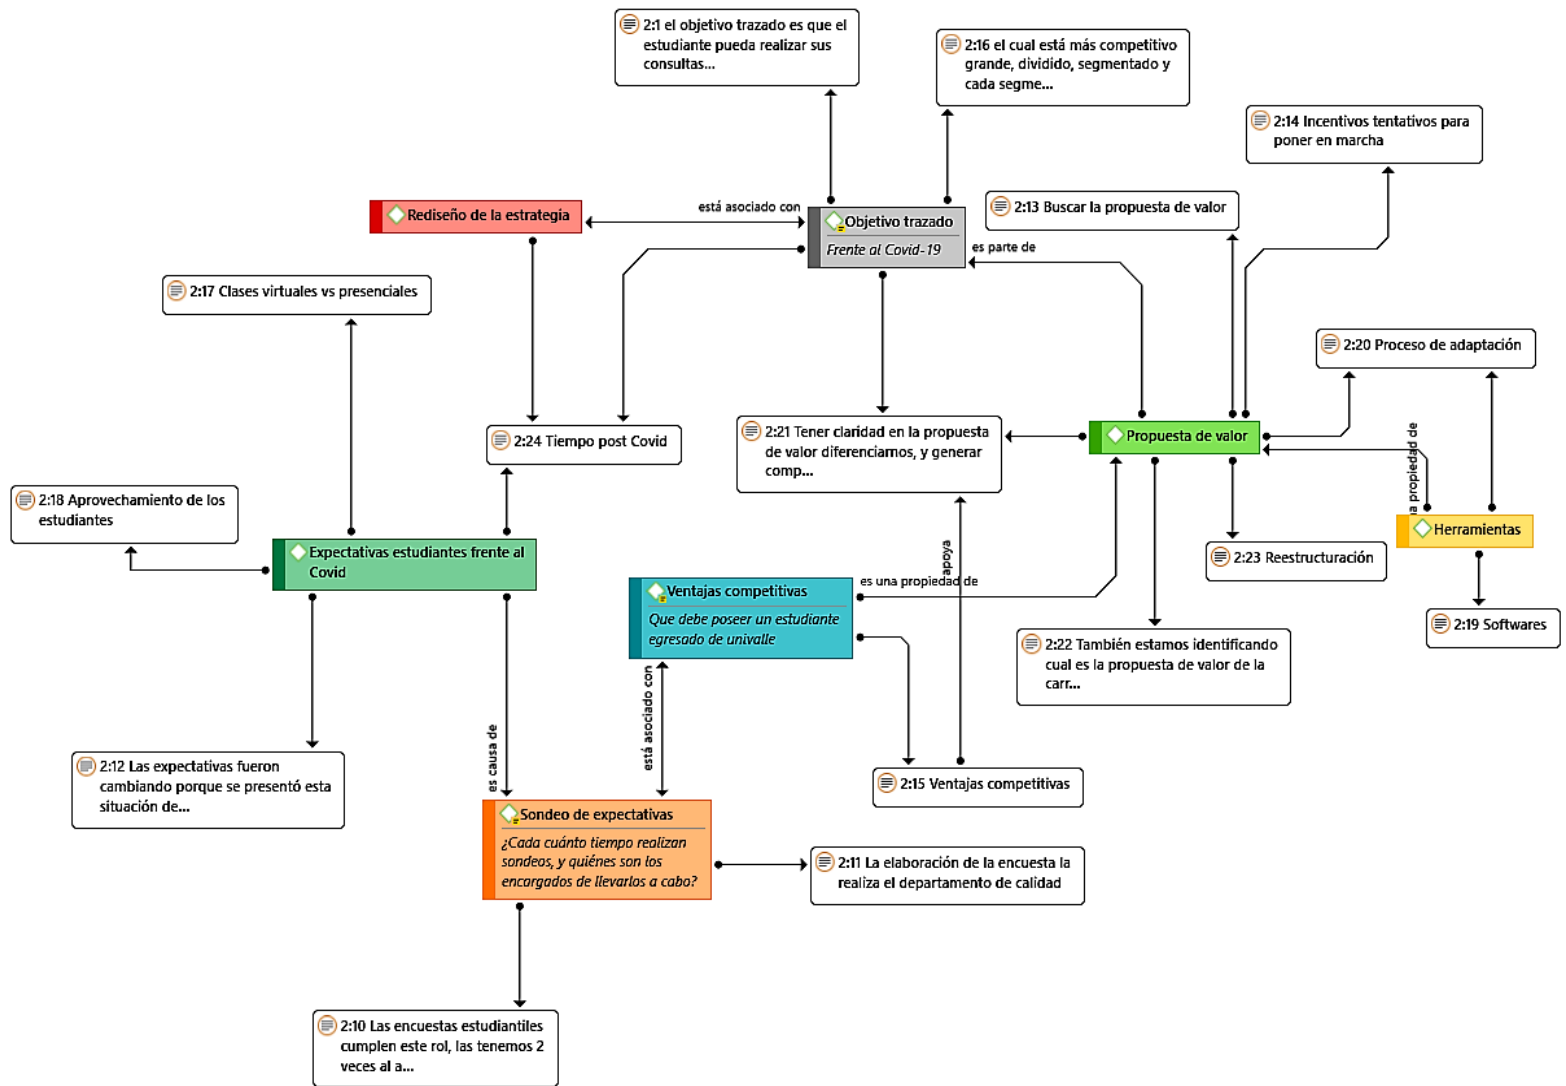 2:1 el objetivo trazado es que el
estudiante pueda realizar sus
consultas...
2:16 el cual está más competitivo
grande, dividido, segmentado y
cada segme...
2:14 Incentivos tentativos para
poner en marcha
Rediseño de la estrategia
está asociado con
Objetivo trazado
Frente al Covid-19
2:13 Buscar la propuesta de valor
es parte de
2:17 Clases virtuales vs presenciales
2:20 Proceso de adaptación
2:24 Tiempo post Covid
2:21 Tener claridad en la propuesta
de valor diferenciarnos, y generar
comp...
Propuesta de valor
a propiedad de
2:18 Aprovechamiento de los
estudiantes
Herramientas
Expectativas estudiantes frente al
Covid
2:23 Reestructuración
apoya
Ventajas competitivas
Que debe poseer un estudiante
egresado de univalle
es una propiedad de
2:19 Softwares
2:22 También estamos identificando
cual es la propuesta de valor de la
carr...
es causa de
está asociado con
2:12 Las expectativas fueron
cambiando porque se presentó esta
situación de...
2:15 Ventajas competitivas
Sondeo de expectativas
¿Cada cuánto tiempo realizan
sondeos, y quiénes son los
encargados de llevarlos a cabo?
2:11 La elaboración de la encuesta la
realiza el departamento de calidad
2:10 Las encuestas estudiantiles
cumplen este rol, las tenemos 2
veces al a...